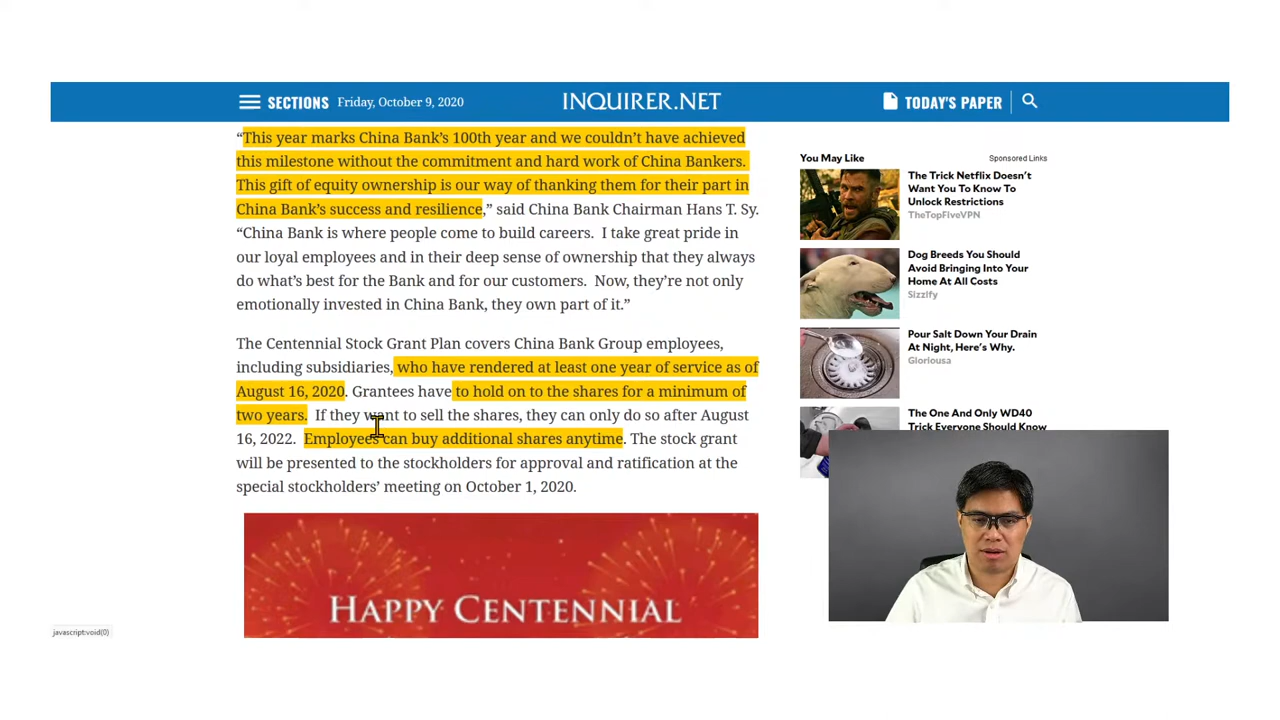 SECTIONS Friday, October 9, 2020 INQUIRER.NET TODAY'S PAPER
“This year marks China Bank’s 100th year and we couldn’t have achieved
this milestone without the commitment and hard work of China Bankers.
This gift of equity ownership is our way of thanking them for their part in
China Bank’s success and resilience,” said China Bank Chairman Hans T. Sy.
“China Bank is where people come to build careers.  I take great pride in
our loyal employees and in their deep sense of ownership that they always
do what’s best for the Bank and for our customers.  Now, they’re not only
emotionally invested in China Bank, they own part of it.”
The Centennial Stock Grant Plan covers China Bank Group employees,
including subsidiaries, who have rendered at least one year of service as of
August 16, 2020. Grantees have to hold on to the shares for a minimum of
two years.  If they want to sell the shares, they can only do so after August
16, 2022.  Employees can buy additional shares anytime. The stock grant
will be presented to the stockholders for approval and ratification at the
special stockholders’ meeting on October 1, 2020.
HAPPY CENTENNIAL
You May Like Sponsored Links
The Trick Netflix Doesn’t
Want You To Know To
Unlock Restrictions
TheTopFiveVPN
Dog Breeds You Should
Avoid Bringing Into Your
Home At All Costs
Sizzlfy
Pour Salt Down Your Drain
At Night, Here’s Why.
Gloriousa
The One And Only WD40
Trick Everyone Should Know
javascript:void(0)